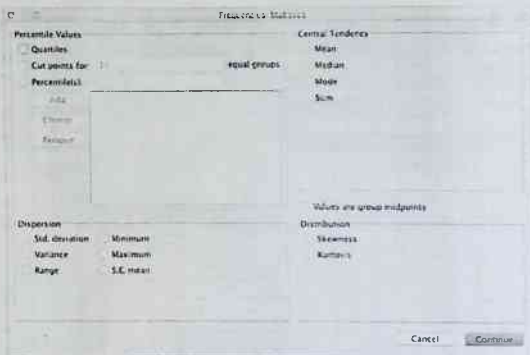 Frequencies: Statistics
Percentile Values
Quartiles
Cut points for 10 equal groups
Percentile(s):
Add
Change
Remove
Central Tendency
Mean
Median
Mode
Sum
Values are group midpoints
Dispersion
Std. deviation Minimum
Variance Maximum
Range S.E. mean
Distribution
Skewness
Kurtosis
Cancel Continue